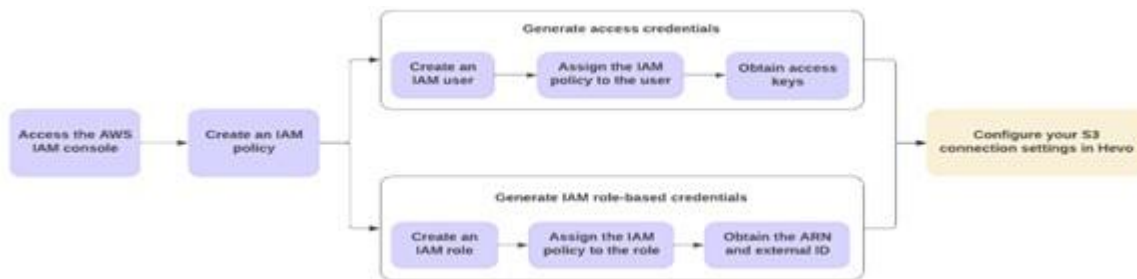 Generate access credentials
Create an
IAM user
Assign the IAM
policy to the user
Obtain access
keys
Access the AWS
IAM console
Create an IAM
policy
Configure your S3
connection settings in Hevo
Generate IAM role-based credentials
Create an
IAM role
Assign the IAM
policy to the role
Obtain the ARN
and external ID